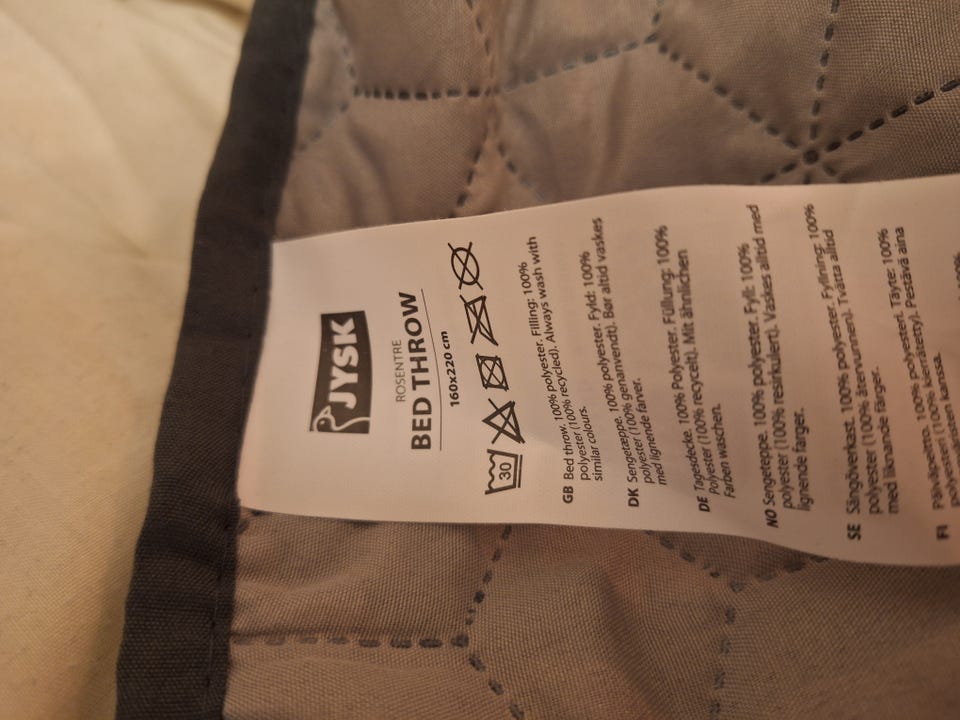 JYSK
ROSENTRE
BED THROW
160x220 cm
30
GB Bed throw. 100% polyester. Filling: 100%
polyester (100% recycled). Always wash with
similar colours.
DK Sengetæppe. 100% polyester. Fyld: 100%
polyester (100% genanvendt). Bør altid vaskes
med lignende farver.
DE Tagesdecke. 100% Polyester. Füllung: 100%
Polyester (100% recycelt). Mit ähnlichen
Farben waschen.
NO Sengeteppe. 100% polyester. Fyll: 100%
polyester (100% resirkulert). Vaskes alltid med
lignende farger.
SE Sängöverkast. 100% polyester. Fyllning: 100%
polyester (100% återvunnen). Tvätta alltid
med liknande färger.
FI Päiväpeitto. 100% polyesteri. Täyte: 100%
polyesteri (100% kierrätetty). Pestävä aina
kanssa.
100%